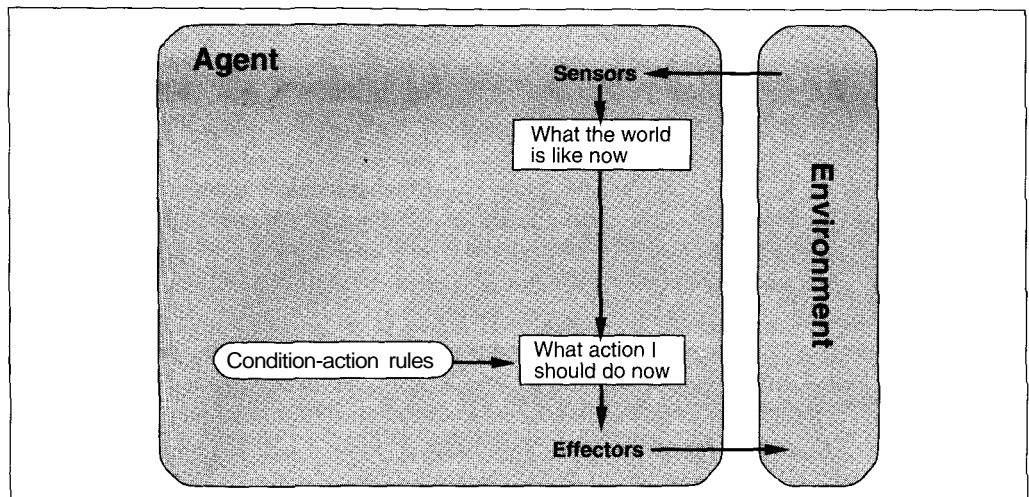 Agent
Sensors
What the world
is like now
Environment
Condition-action rules
What action I
should do now
Effectors